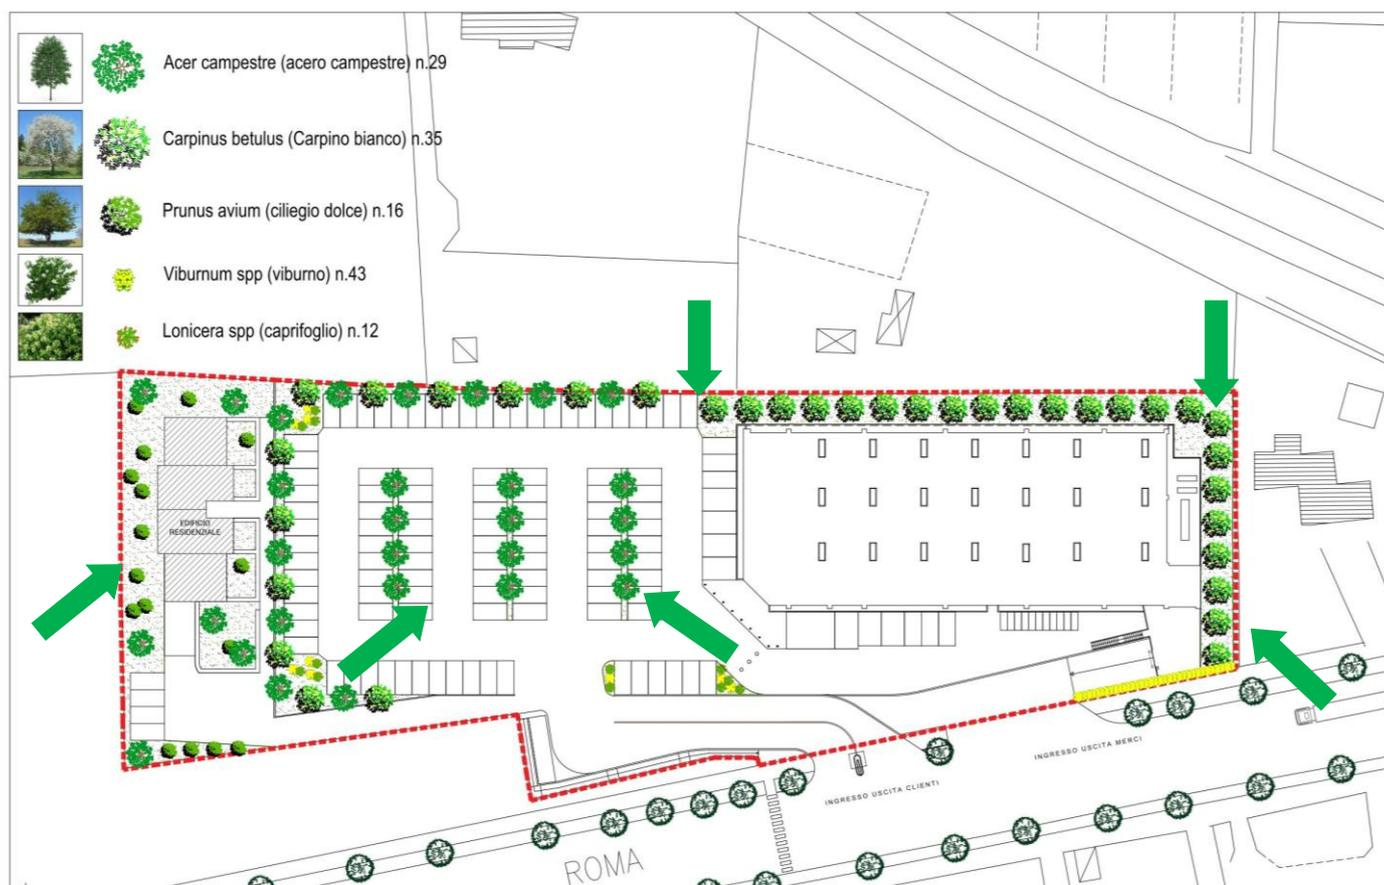 Acer campestre (acero campestre) n.29
Carpinus betulus (Carpino bianco) n.35
Prunus avium (ciliegio dolce) n.16
Viburnum spp (viburno) n.43
Lonicera spp (caprifoglio) n.12
EDIFICIO
RESIDENZIALE
INGRESSO USCITA MERCI
INGRESSO USCITA CLIENTI
ROMA